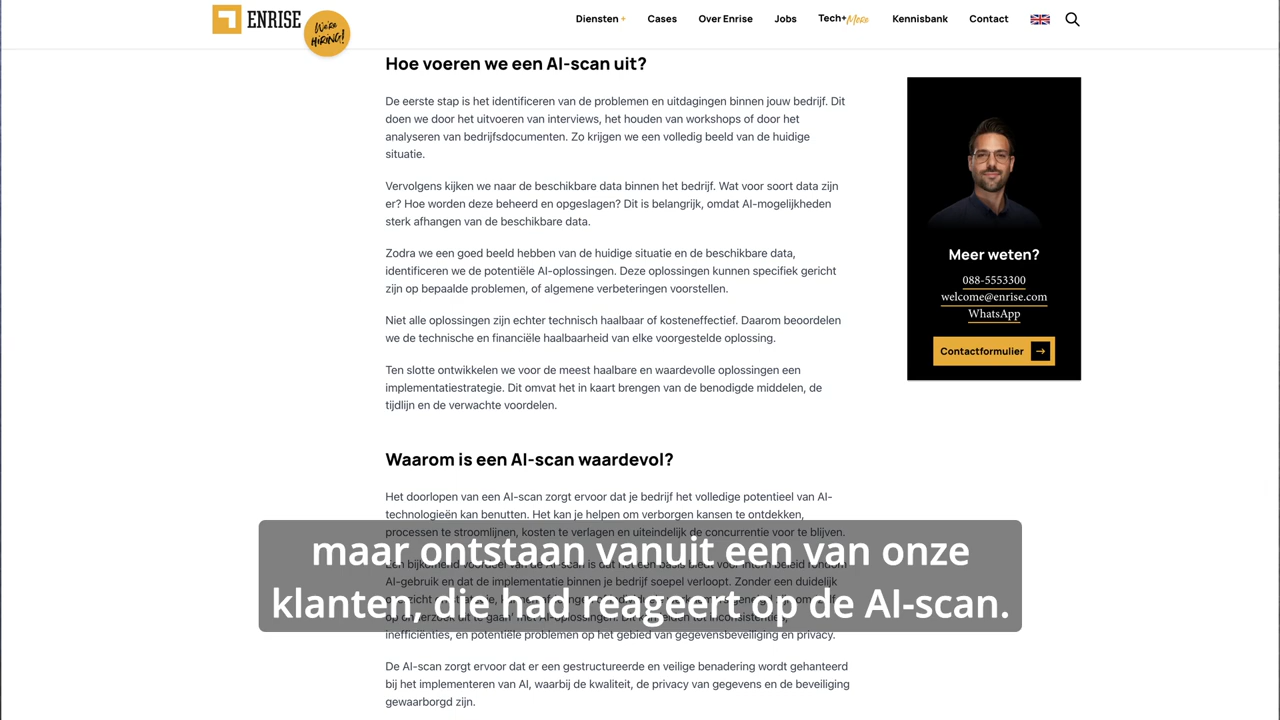 ENRISE
We're
HIRING!
Diensten +
Cases
Over Enrise
Jobs
Tech+More
Kennisbank
Contact
Hoe voeren we een AI-scan uit?
De eerste stap is het identificeren van de problemen en uitdagingen binnen jouw bedrijf. Dit
doen we door het uitvoeren van interviews, het houden van workshops of door het
analyseren van bedrijfsdocumenten. Zo krijgen we een volledig beeld van de huidige
situatie.
Vervolgens kijken we naar de beschikbare data binnen het bedrijf. Wat voor soort data zijn
er? Hoe worden deze beheerd en opgeslagen? Dit is belangrijk, omdat AI-mogelijkheden
sterk afhangen van de beschikbare data.
Zodra we een goed beeld hebben van de huidige situatie en de beschikbare data,
identificeren we de potentiële AI-oplossingen. Deze oplossingen kunnen specifiek gericht
zijn op bepaalde problemen, of algemene verbeteringen voorstellen.
Niet alle oplossingen zijn echter technisch haalbaar of kosteneffectief. Daarom beoordelen
we de technische en financiële haalbaarheid van elke voorgestelde oplossing.
Ten slotte ontwikkelen we voor de meest haalbare en waardevolle oplossingen een
implementatiestrategie. Dit omvat het in kaart brengen van de benodigde middelen, de
tijdlijn en de verwachte voordelen.
Meer weten?
088-5553300
welcome@enrise.com
WhatsApp
Contactformulier →
Waarom is een AI-scan waardevol?
Het doorlopen van een AI-scan zorgt ervoor dat je bedrijf het volledige potentieel van AI-
technologieën kan benutten. Het kan je helpen om verborgen kansen te ontdekken,
processen te stroomlijnen, kosten te verlagen en uiteindelijk de concurrentie voor te blijven.
maar ontstaan vanuit een van onze
AI-gebruik en dat de implementatie binnen je bedrijf soepel verloopt. Zonder een duidelijk
klanten, die had reageert op de AI-scan.
inefficiënties, en potentiële problemen op het gebied van gegevensbeveiliging en privacy.
De AI-scan zorgt ervoor dat er een gestructureerde en veilige benadering wordt gehanteerd
bij het implementeren van AI, waarbij de kwaliteit, de privacy van gegevens en de beveiliging
gewaarborgd zijn.